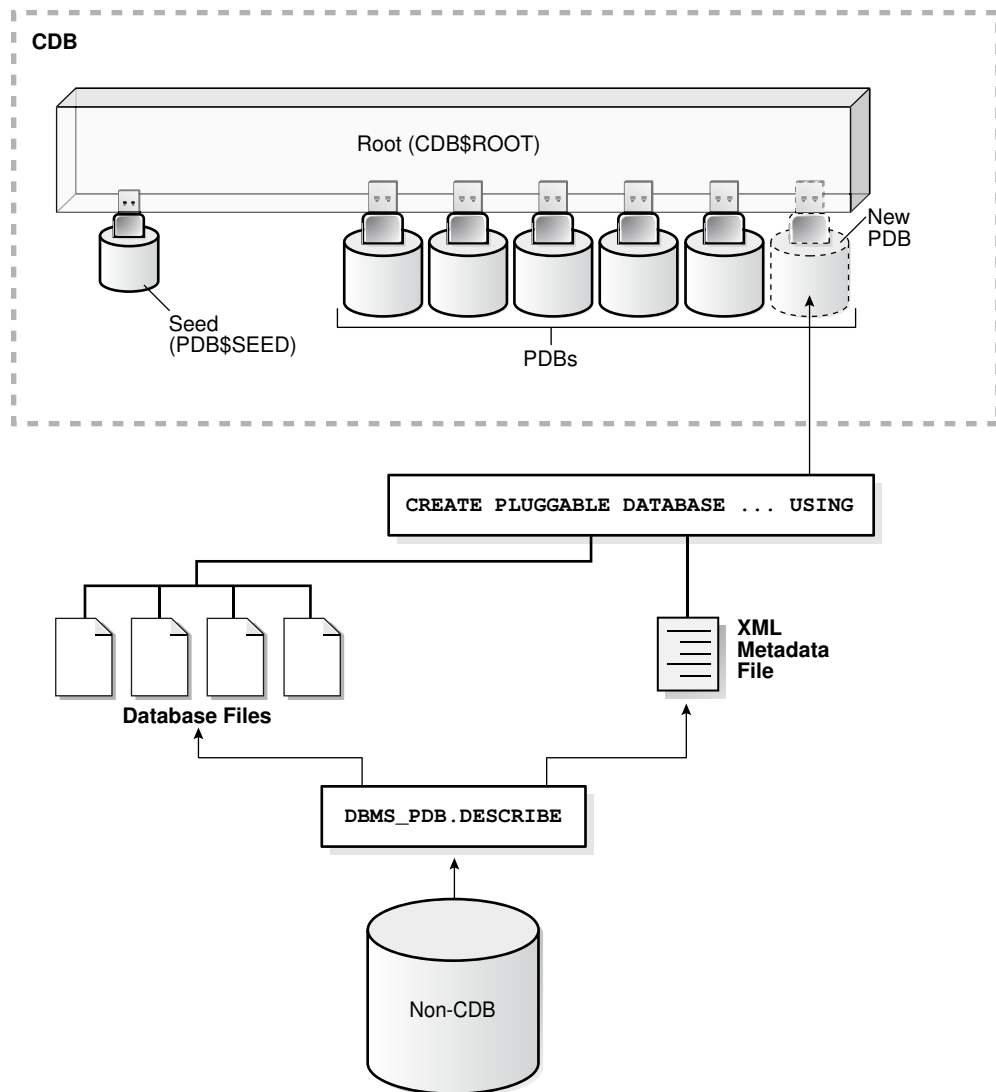 CDB
Root (CDB$ROOT)
New
PDB
Seed
(PDB$SEED)
PDBs
CREATE PLUGGABLE DATABASE ... USING
XML
Metadata
File
Database Files
DBMS_PDB.DESCRIBE
Non-CDB